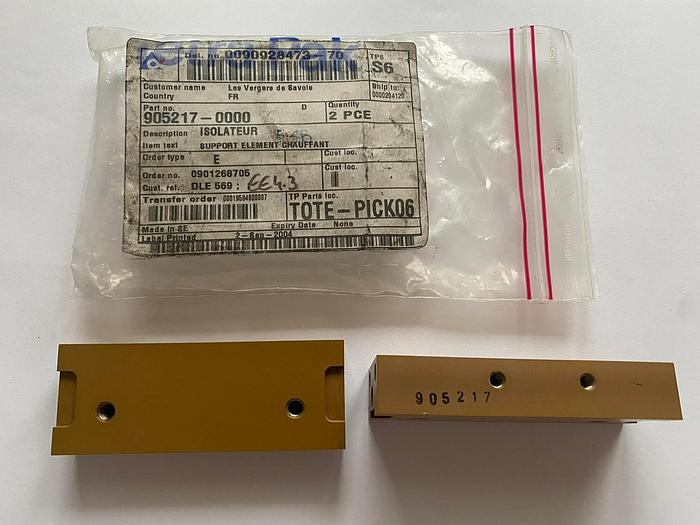 Tetra Pak
Del. no. 0090928473 70
TPS
S6
Customer name Les Vergers de Savoie
Country FR
Ship to:
Part no. D
905217-0000
Quantity
2 PCE
Description ISOLATEUR
Item text SUPPORT ELEMENT CHAUFFANT
Order type E
Cust loc.
Order no. 0901268705
Cust loc.
Cust. ref. DLE 569 : EE4.3
Transfer order
TP Parts loc.
TOTE-PICK06
Made in SE
Expiry Date None
Label Printed 2-Sep-2004
905217